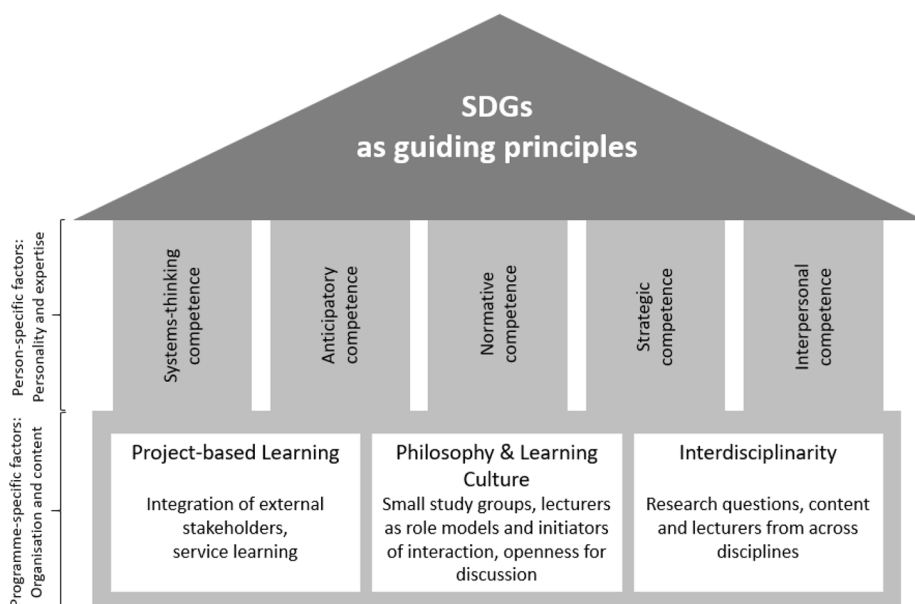 SDGs
as guiding principles
Person-specific factors:
Personality and expertise
Systems-thinking
competence
Anticipatory
competence
Normative
competence
Strategic
competence
Interpersonal
competence
Programme-specific factors:
Organisation and content
Project-based Learning
Integration of external
stakeholders,
service learning
Philosophy & Learning
Culture
Small study groups, lecturers
as role models and initiators
of interaction, openness for
discussion
Interdisciplinarity
Research questions, content
and lecturers from across
disciplines